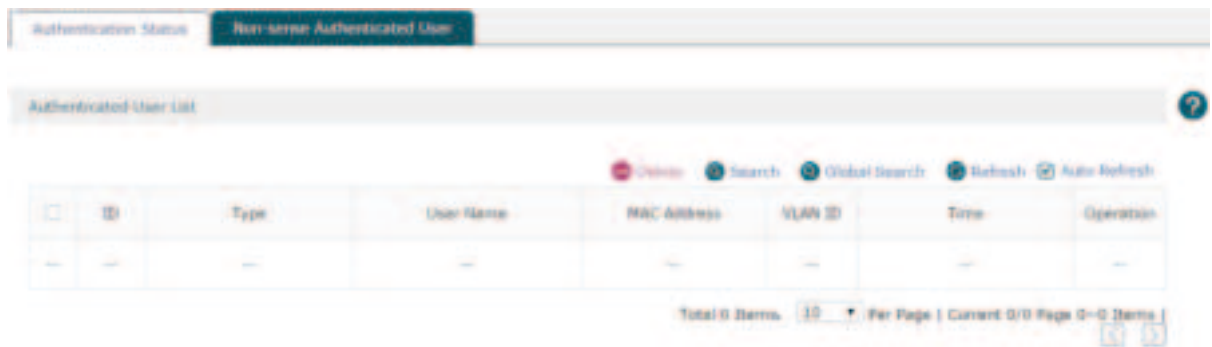 Authentication Status Non-sense Authenticated User
Authenticated User List
?
Delete Search Global Search Refresh Auto Refresh
ID Type User Name MAC Address VLAN ID Time Operation
--- --- --- --- --- --- --- ---
Total 0 Items. 10 Per Page | Current 0/0 Page 0~0 Items |